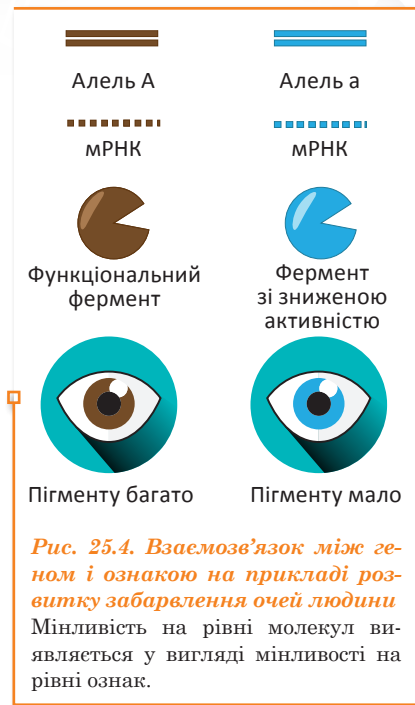 Алель А Алель а
мРНК мРНК
Функціональний фермент
Фермент зі зниженою активністю
Пігменту багато Пігменту мало
Рис. 25.4. Взаємозв'язок між ге-
ном і ознакою на прикладі роз-
витку забарвлення очей людини
Мінливість на рівні молекул ви-
являється у вигляді мінливості на
рівні ознак.